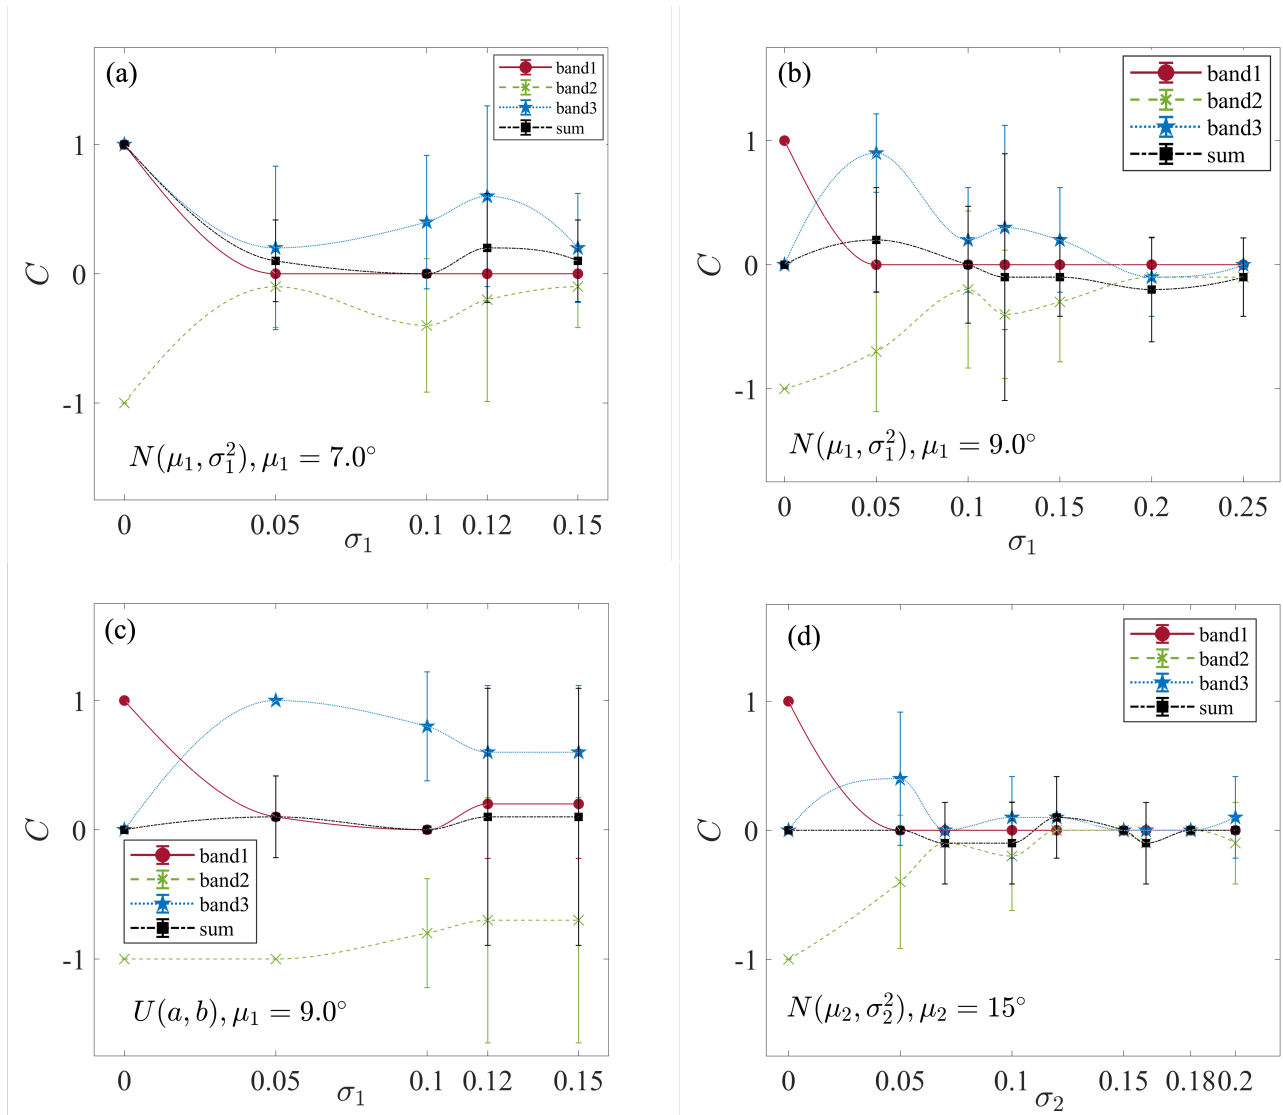 (a)
band1
band2
band3
sum
1
0
-1
C
N(μ₁, σ₁²), μ₁ = 7.0°
0 0.05 0.1 0.12 0.15
σ₁
(b)
band1
band2
band3
sum
1
0
-1
C
N(μ₁, σ₁²), μ₁ = 9.0°
0 0.05 0.1 0.15 0.2 0.25
σ₁
(c)
1
0
-1
C
band1
band2
band3
sum
U(a, b), μ₁ = 9.0°
0 0.05 0.1 0.12 0.15
σ₁
(d)
band1
band2
band3
sum
1
0
-1
C
N(μ₂, σ₂²), μ₂ = 15°
0 0.05 0.1 0.15 0.18 0.2
σ₂